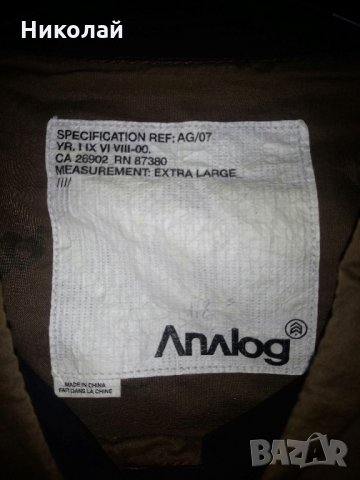 Николай
SPECIFICATION REF: AG/07
YR. I IX VI VIII-00.
CA 26902 RN 87380
MEASUREMENT: EXTRA LARGE
////
Analog
MADE IN CHINA
FAIT DANS LA CHINE
BAZAR